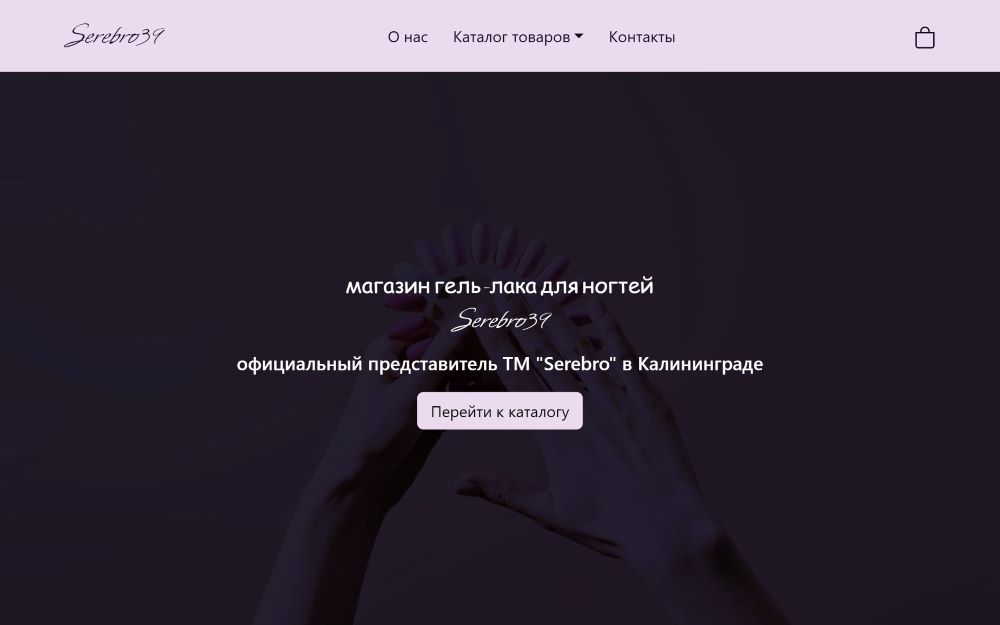 Serebro39
О нас
Каталог товаров
Контакты
магазин гель-лака для ногтей
Serebro39
официальный представитель ТМ "Serebro" в Калининграде
Перейти к каталогу